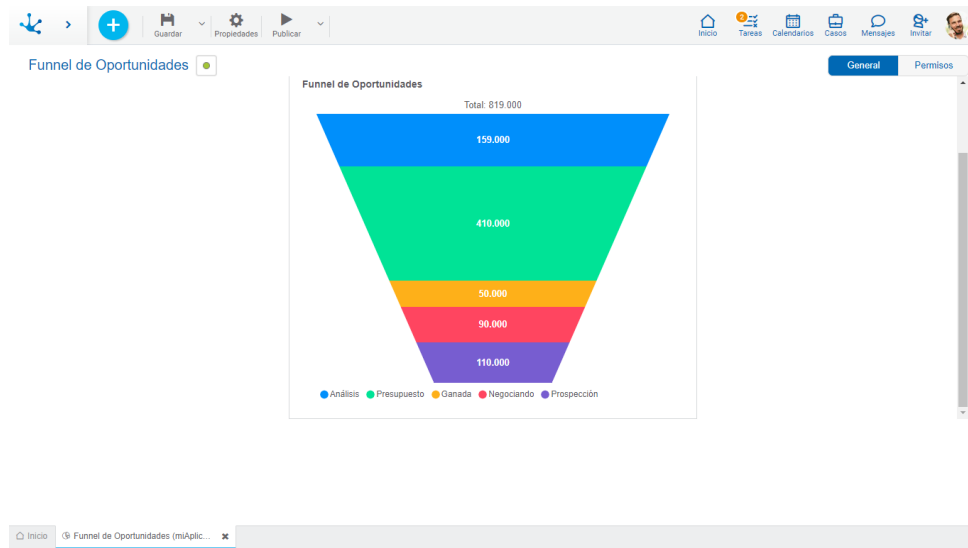 Guardar
Propiedades
Publicar
Inicio
2
Tareas
Calendarios
Casos
Mensajes
Invitar
Funnel de Oportunidades
General
Permisos
Funnel de Oportunidades
Total: 819.000
159.000
410.000
50.000
90.000
110.000
Análisis Presupuesto Ganada Negociando Prospección
Inicio
Funnel de Oportunidades (miAplic...